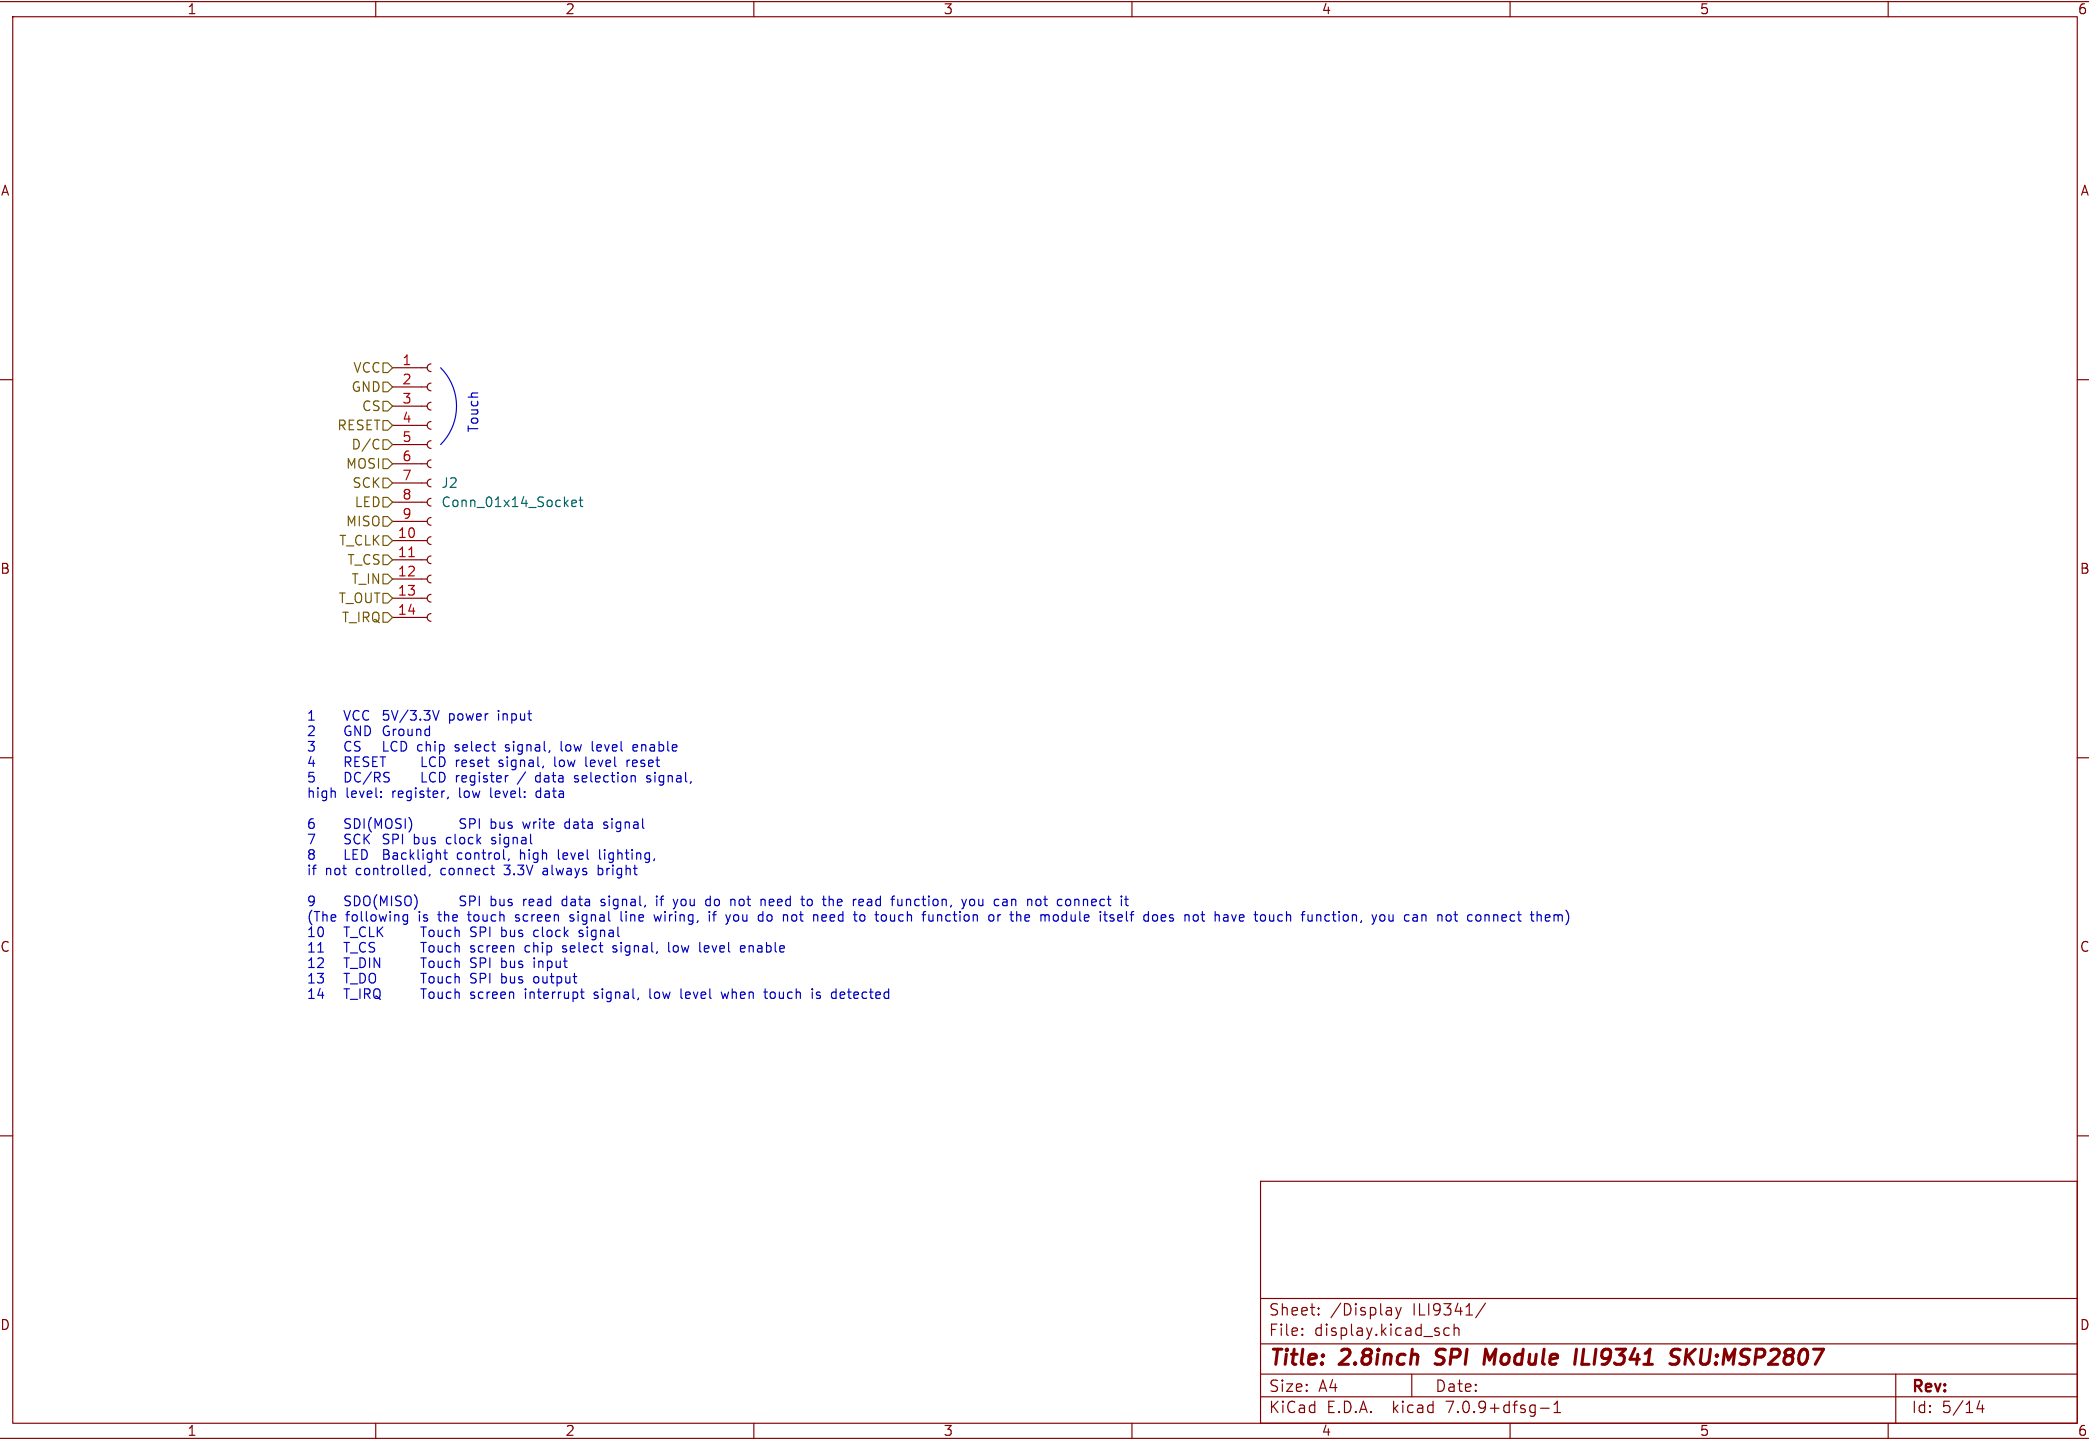 1 2 3 4 5 6
A A
VCC 1
GND 2
CS 3
RESET 4
D/C 5
Touch
MOSI 6
SCK 7 J2
LED 8 Conn_01x14_Socket
MISO 9
T_CLK 10
T_CS 11
B B
T_IN 12
T_OUT 13
T_IRQ 14
1 VCC 5V/3.3V power input
2 GND Ground
3 CS LCD chip select signal, low level enable
4 RESET LCD reset signal, low level reset
5 DC/RS LCD register / data selection signal,
high level: register, low level: data
6 SDI(MOSI) SPI bus write data signal
7 SCK SPI bus clock signal
8 LED Backlight control, high level lighting,
if not controlled, connect 3.3V always bright
9 SDO(MISO) SPI bus read data signal, if you do not need to the read function, you can not connect it
(The following is the touch screen signal line wiring, if you do not need to touch function or the module itself does not have touch function, you can not connect them)
10 T_CLK Touch SPI bus clock signal
11 T_CS Touch screen chip select signal, low level enable
C C
12 T_DIN Touch SPI bus input
13 T_DO Touch SPI bus output
14 T_IRQ Touch screen interrupt signal, low level when touch is detected
Sheet: /Display ILI9341/
D D
File: display.kicad_sch
Title: 2.8inch SPI Module ILI9341 SKU:MSP2807
Size: A4 Date: Rev:
KiCad E.D.A. kicad 7.0.9+dfsg-1 Id: 5/14
1 2 3 4 5 6